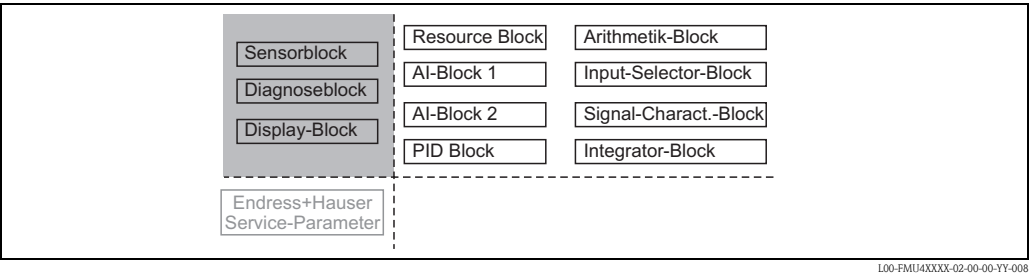 Sensorblock
Diagnoseblock
Display-Block
Resource Block
AI-Block 1
AI-Block 2
PID Block
Arithmetik-Block
Input-Selector-Block
Signal-Charact.-Block
Integrator-Block
Endress+Hauser
Service-Parameter
L00-FMU4XXXX-02-00-00-YY-008